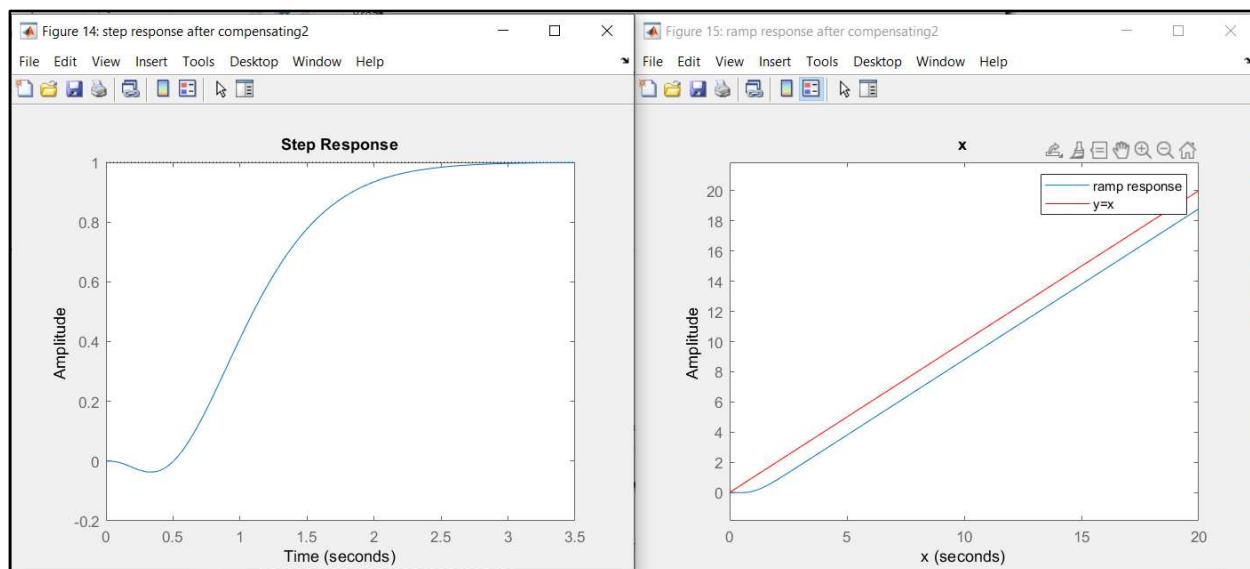 Figure 14: step response after compensating2
File Edit View Insert Tools Desktop Window Help
Step Response
Amplitude
1
0.8
0.6
0.4
0.2
0
-0.2
0 0.5 1 1.5 2 2.5 3 3.5
Time (seconds)
Figure 15: ramp response after compensating2
File Edit View Insert Tools Desktop Window Help
x
ramp response
y=x
Amplitude
20
18
16
14
12
10
8
6
4
2
0
0 5 10 15 20
x (seconds)